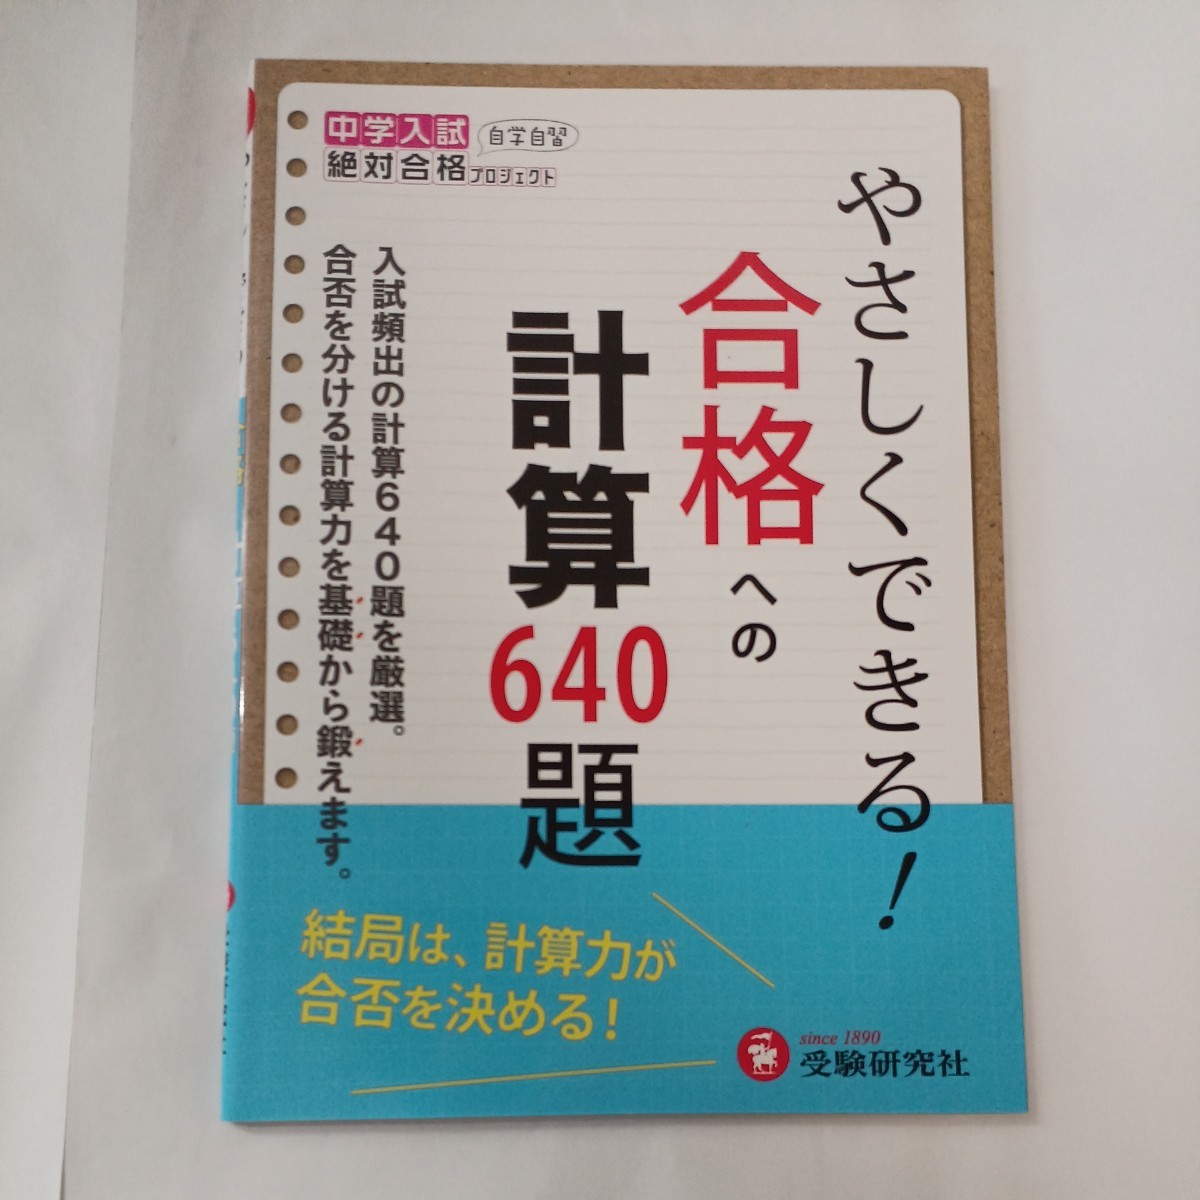 中学入試
自学自習
絶対合格プロジェクト
やさしくできる！
合格への
計算640題
入試頻出の計算６４０題を厳選。
合否を分ける計算力を基礎から鍛えます。
結局は、計算力が
合否を決める！
since 1890
受験研究社